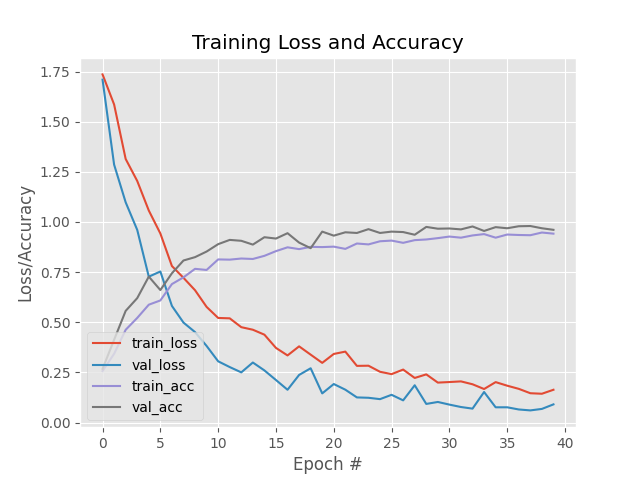 Training Loss and Accuracy
Loss/Accuracy
1.75
1.50
1.25
1.00
0.75
0.50
0.25
0.00
train_loss
val_loss
train_acc
val_acc
0 5 10 15 20 25 30 35 40
Epoch #